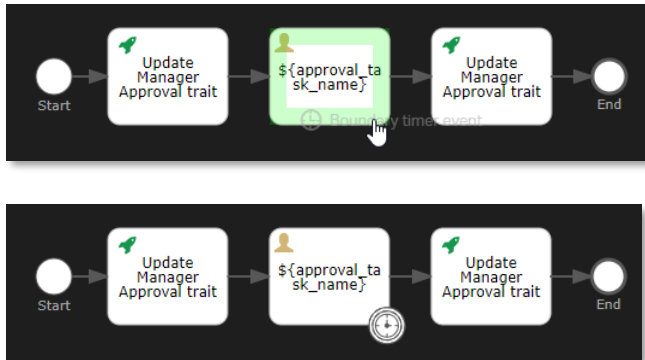 Update
Manager
Approval trait
${approval_ta
sk_name}
Update
Manager
Approval trait
Start
End
Boundary timer event
Update
Manager
Approval trait
${approval_ta
sk_name}
Update
Manager
Approval trait
Start
End